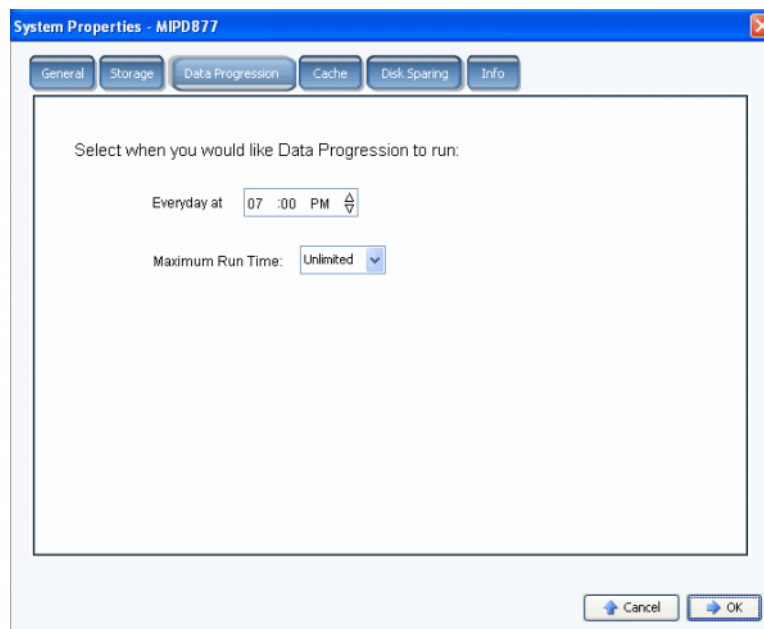 System Properties - MIPD877
General Storage Data Progression Cache Disk Sparing Info
Select when you would like Data Progression to run:
Everyday at 07 :00 PM
Maximum Run Time: Unlimited
Cancel OK